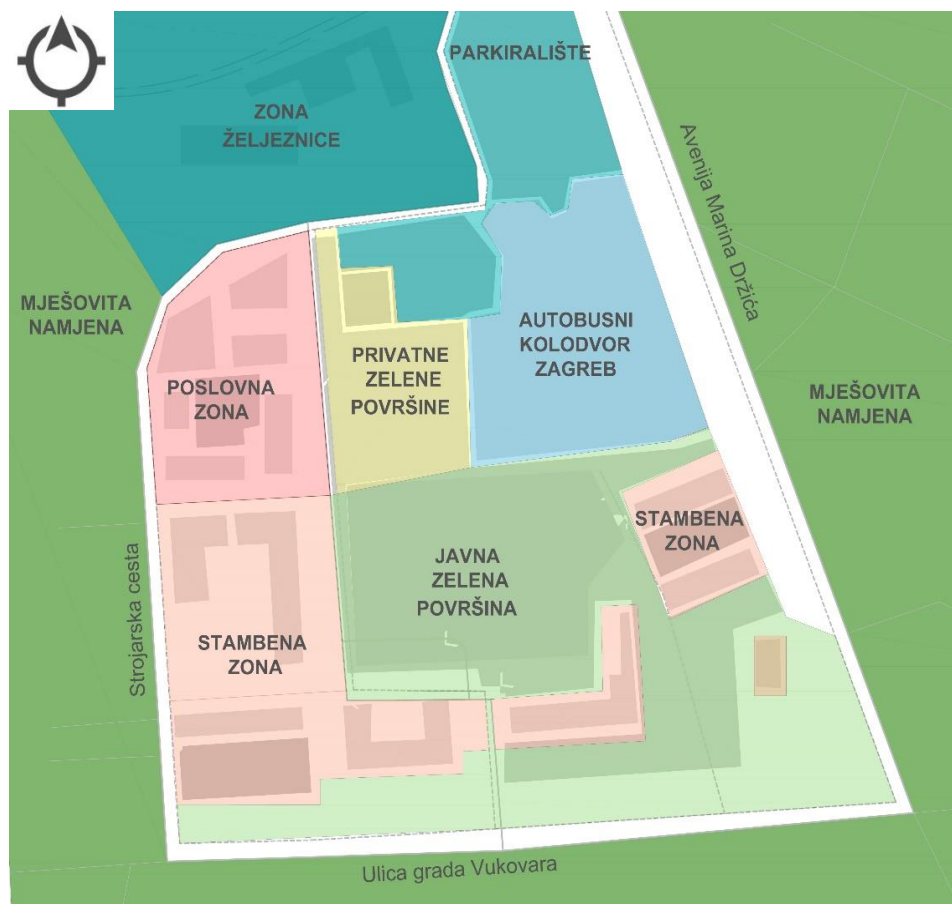 PARKIRALIŠTE
ZONA
ŽELJEZNICE
Avenija Marina Držića
MJEŠOVITA
NAMJENA
AUTOBUSNI
KOLODVOR
ZAGREB
PRIVATNE
ZELENE
POVRŠINE
POSLOVNA
ZONA
MJEŠOVITA
NAMJENA
STAMBENA
ZONA
JAVNA
ZELENA
POVRŠINA
STAMBENA
ZONA
Strojarska cesta
Ulica grada Vukovara